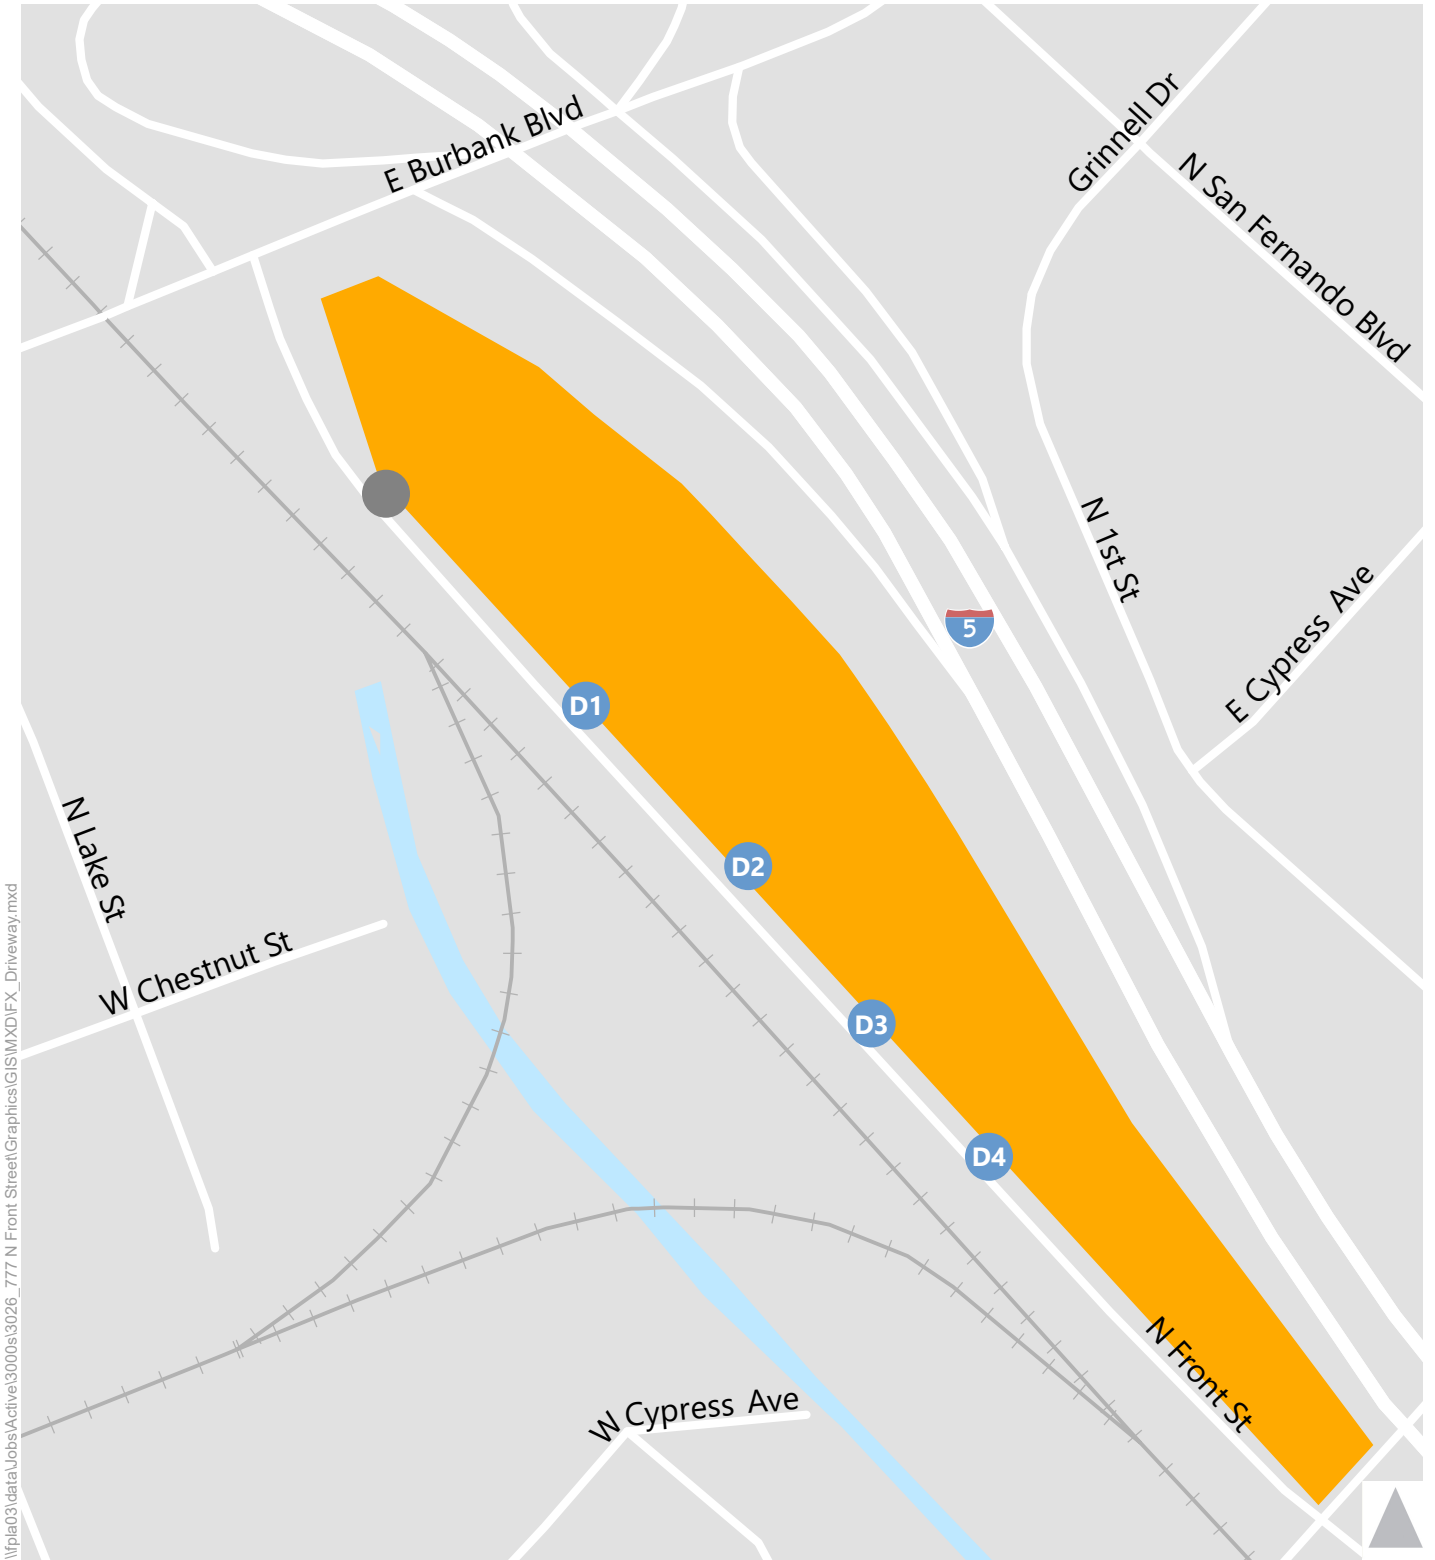 E Burbank Blvd
Grinnell Dr
N San Fernando Blvd
N 1st St
E Cypress Ave
5
D1
D2
D3
D4
N Lake St
W Chestnut St
N Front St
W Cypress Ave
\\fpla03\data\Jobs\Active\3000s\3026_777 N Front Street\Graphics\GIS\MXD\FX_Driveway.mxd